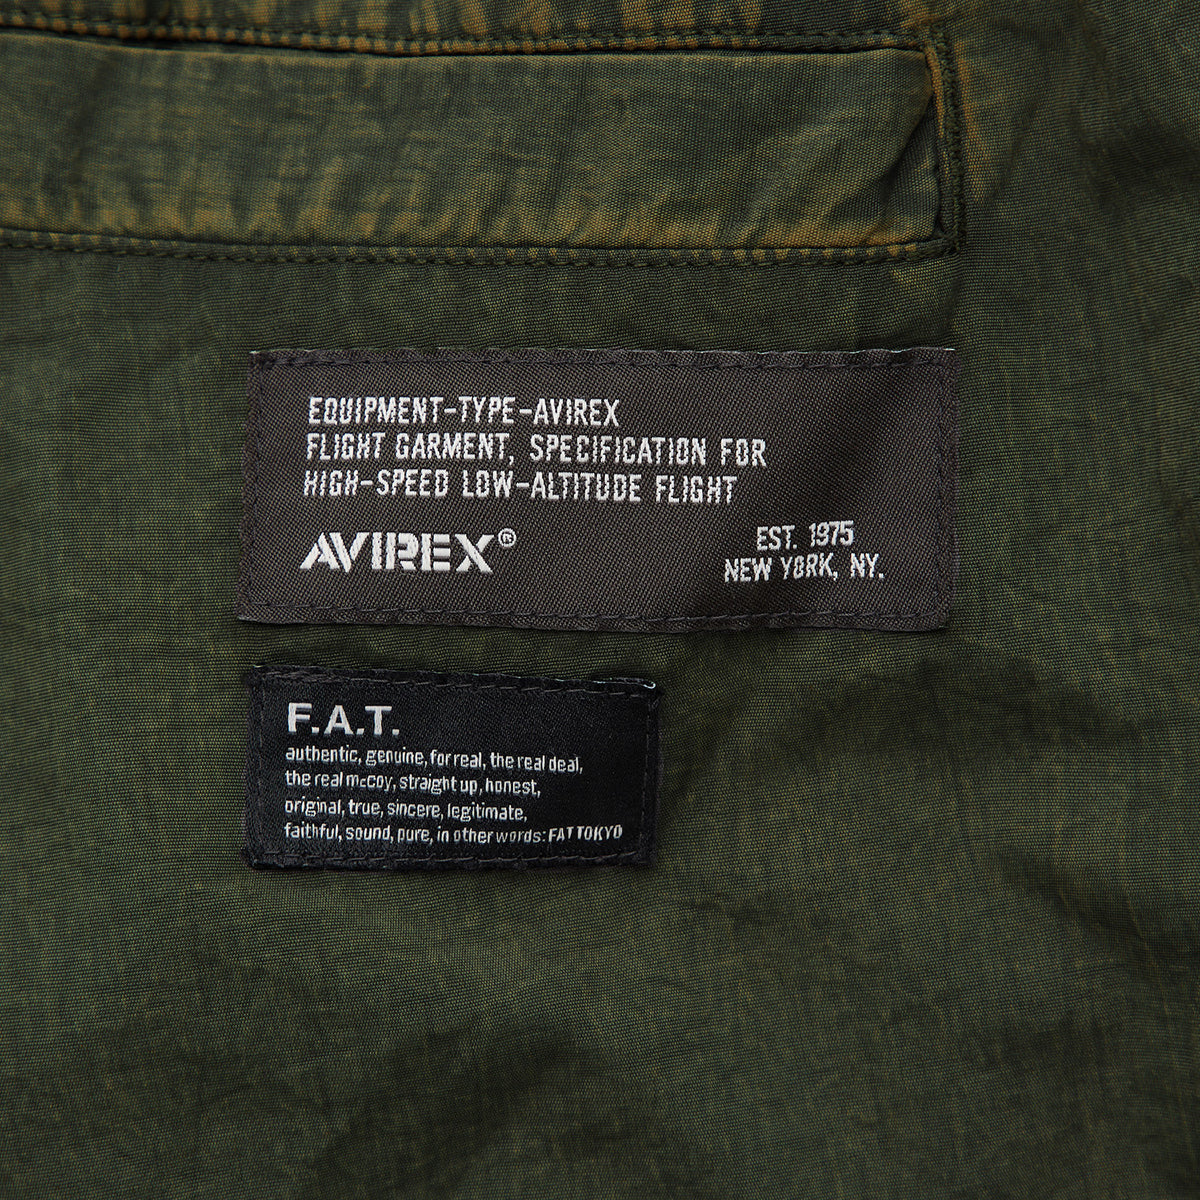 EQUIPMENT-TYPE-AVIREX
FLIGHT GARMENT, SPECIFICATION FOR
HIGH-SPEED LOW-ALTITUDE FLIGHT
AVIREX®
EST. 1975
NEW YORK, NY.
F.A.T.
authentic, genuine, for real, the real deal,
the real mccoy, straight up, honest,
original, true, sincere, legitimate,
faithful, sound, pure, in other words: FATTOKYO